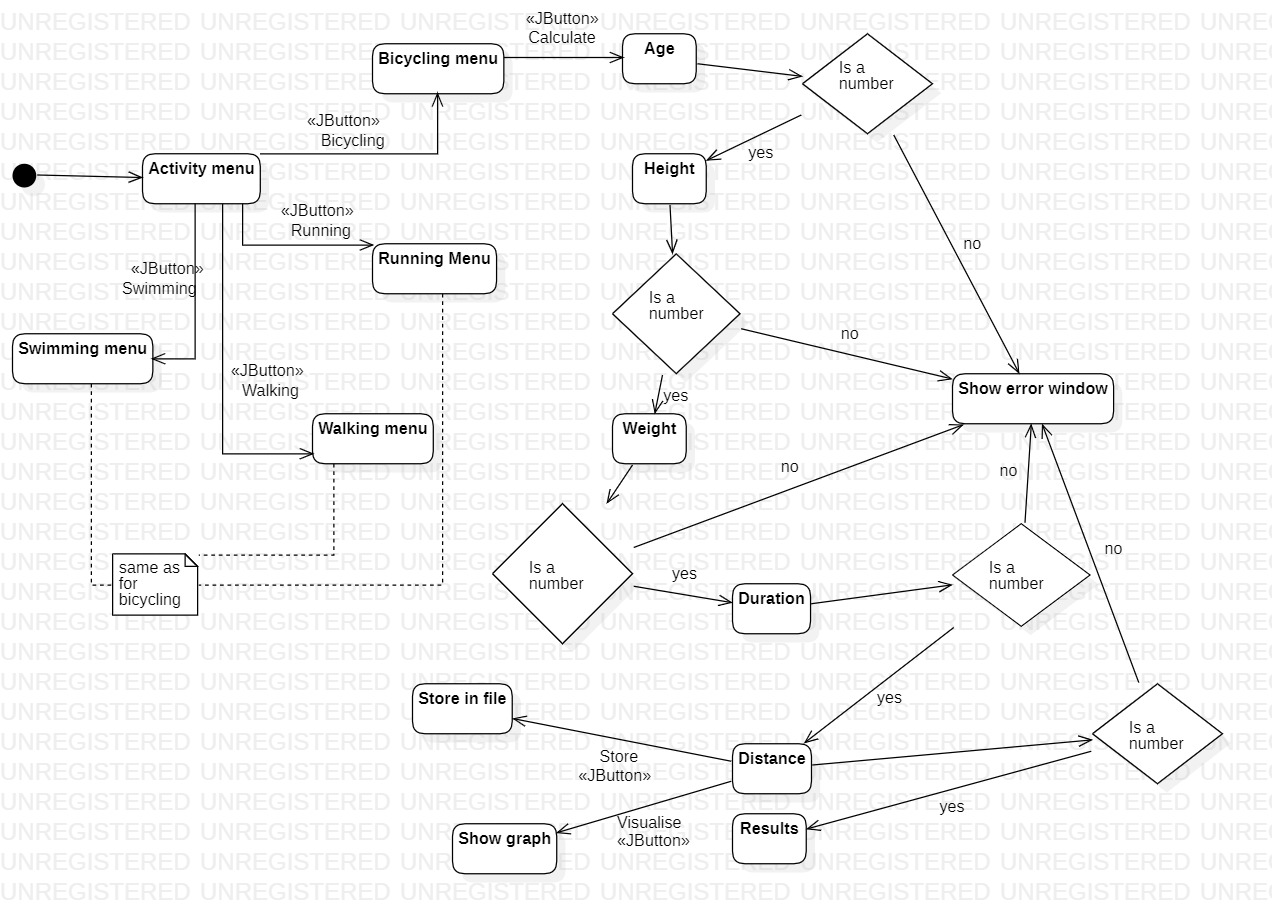 «JButton»
Calculate
Bicycling menu
Age
Is a
number
«JButton»
Bicycling
yes
Activity menu
Height
«JButton»
Running
no
Running Menu
«JButton»
Swimming
Is a
number
no
Swimming menu
«JButton»
Walking
yes
Show error window
Walking menu
Weight
no
no
same as
for
bicycling
Is a
number
yes
Duration
Is a
number
no
yes
Store in file
Is a
number
Store
«JButton»
Distance
yes
Visualise
«JButton»
Show graph
Results
UNREGISTERED UNREGISTERED UNREGISTERED UNREGISTERED UNREGISTERED UNREGISTERED